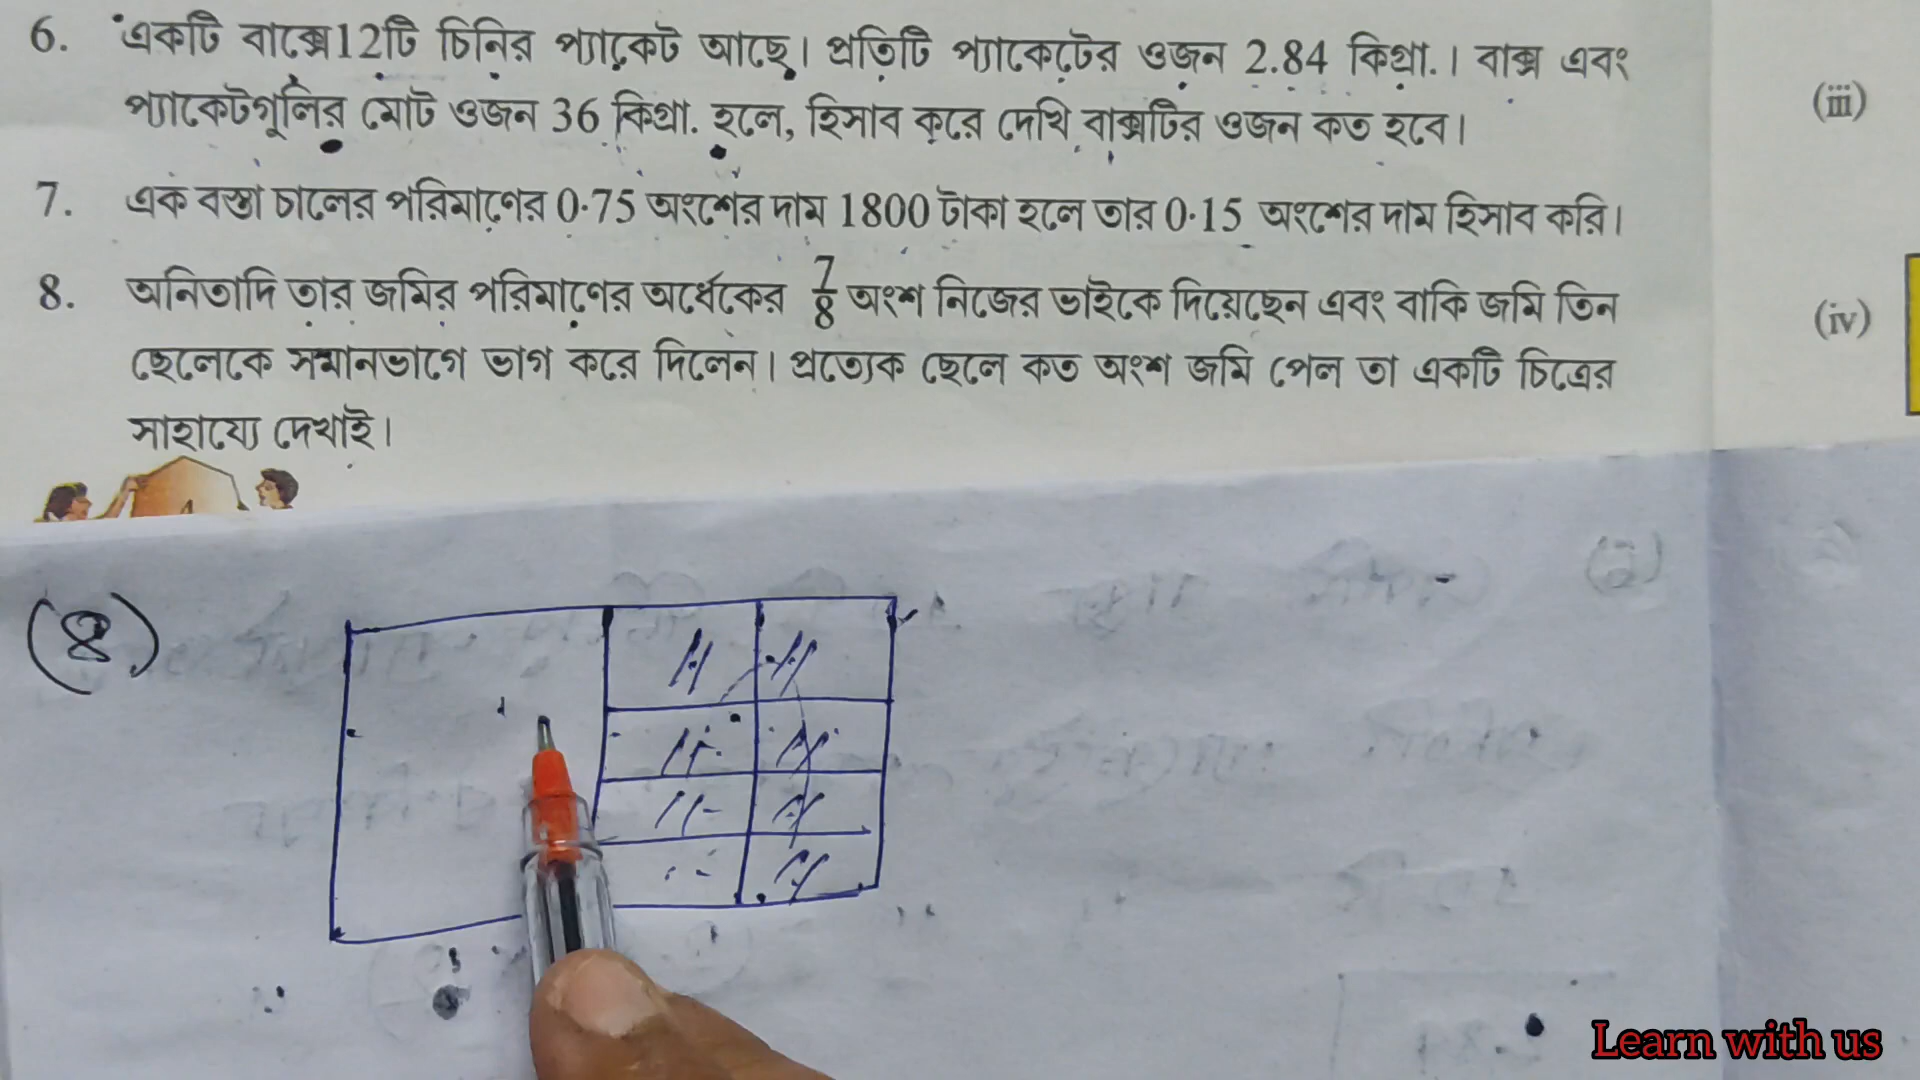 6. একটি বাক্সে12টি চিনির প্যাকেট আছে। প্রতিটি প্যাকেটের ওজন 2.84 কিগ্রা.। বাক্স এবং
প্যাকেটগুলির মোট ওজন 36 কিগ্রা. হলে, হিসাব করে দেখি বাক্সটির ওজন কত হবে।
(iii)
7. এক বস্তা চালের পরিমাণের 0·75 অংশের দাম 1800 টাকা হলে তার 0·15 অংশের দাম হিসাব করি।
8. অনিতাদি তার জমির পরিমাণের অর্ধেকের 7/8 অংশ নিজের ভাইকে দিয়েছেন এবং বাকি জমি তিন
(iv)
ছেলেকে সমানভাগে ভাগ করে দিলেন। প্রত্যেক ছেলে কত অংশ জমি পেল তা একটি চিত্রের
সাহায্যে দেখাই।
(8)
Learn with us